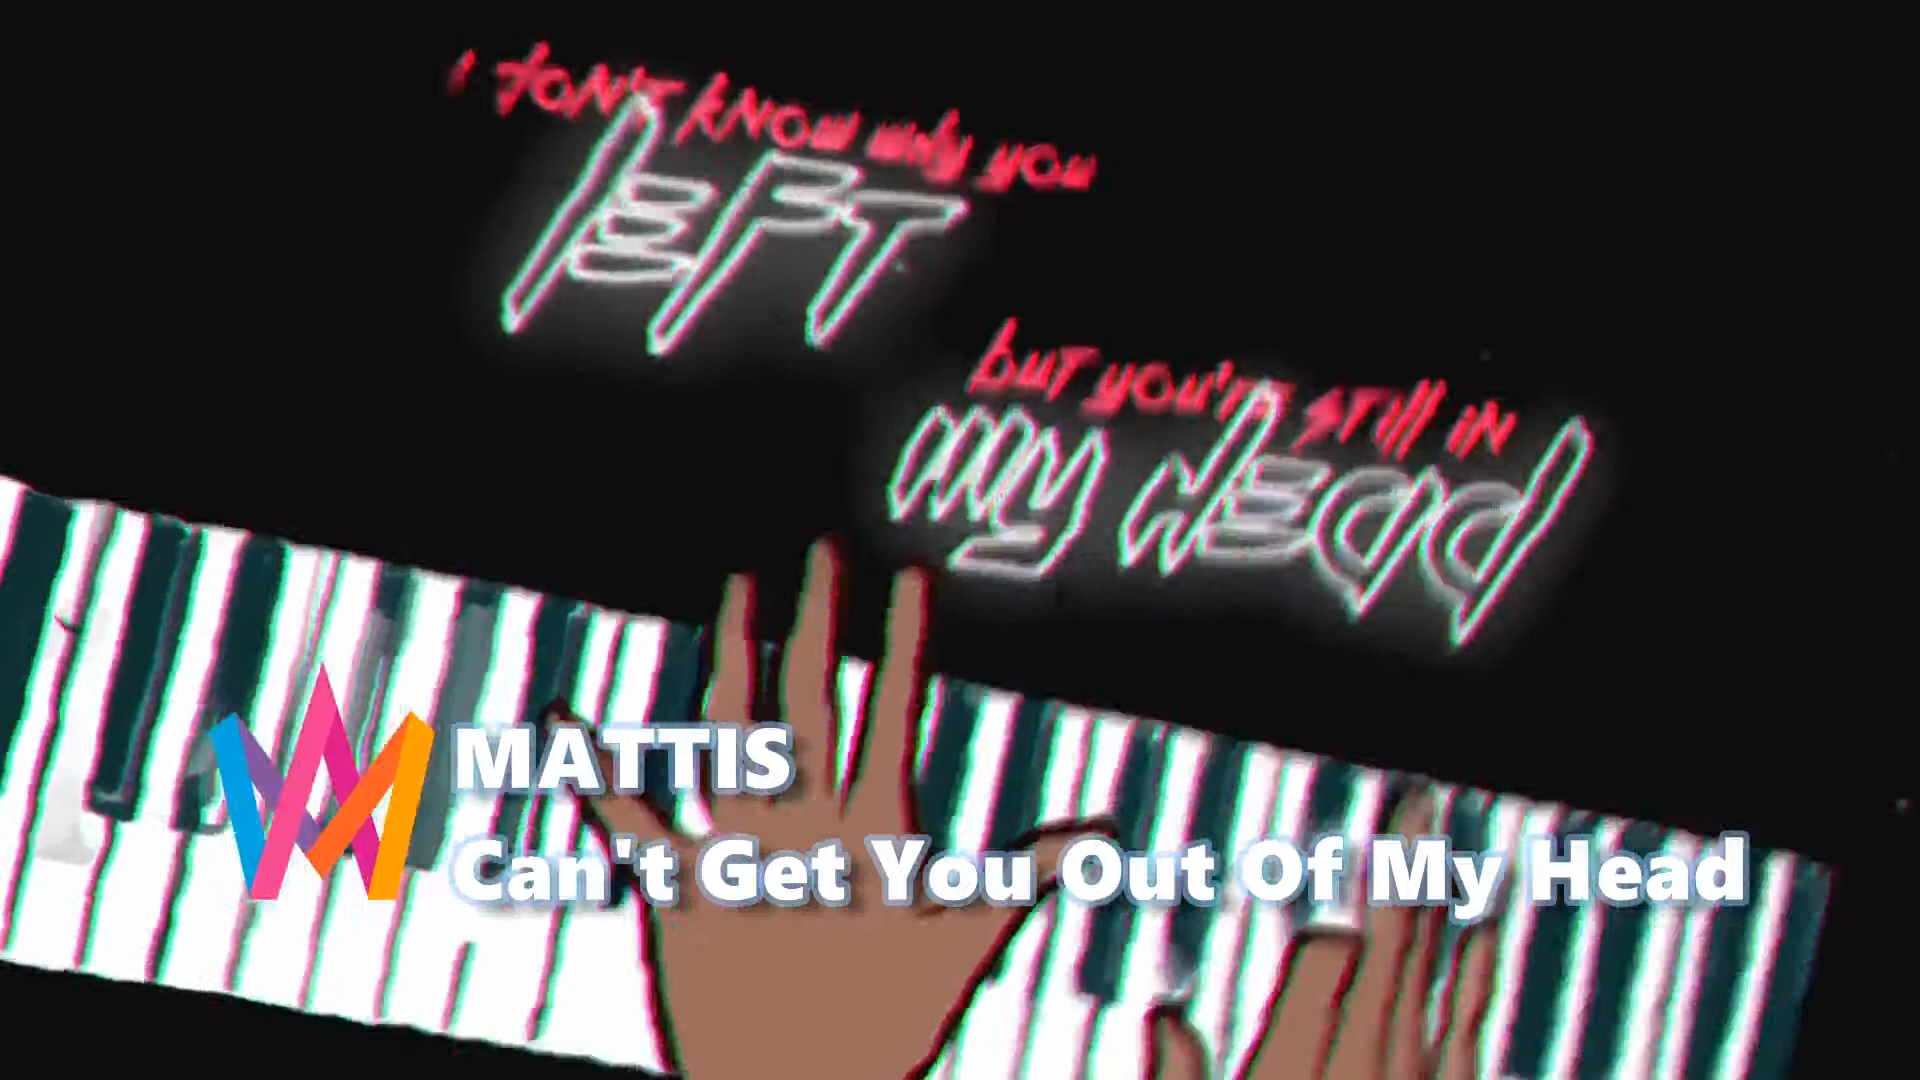 I DON'T KNOW WHY YOU
LEFT
but you're still in
my head
MATTIS
Can't Get You Out Of My Head